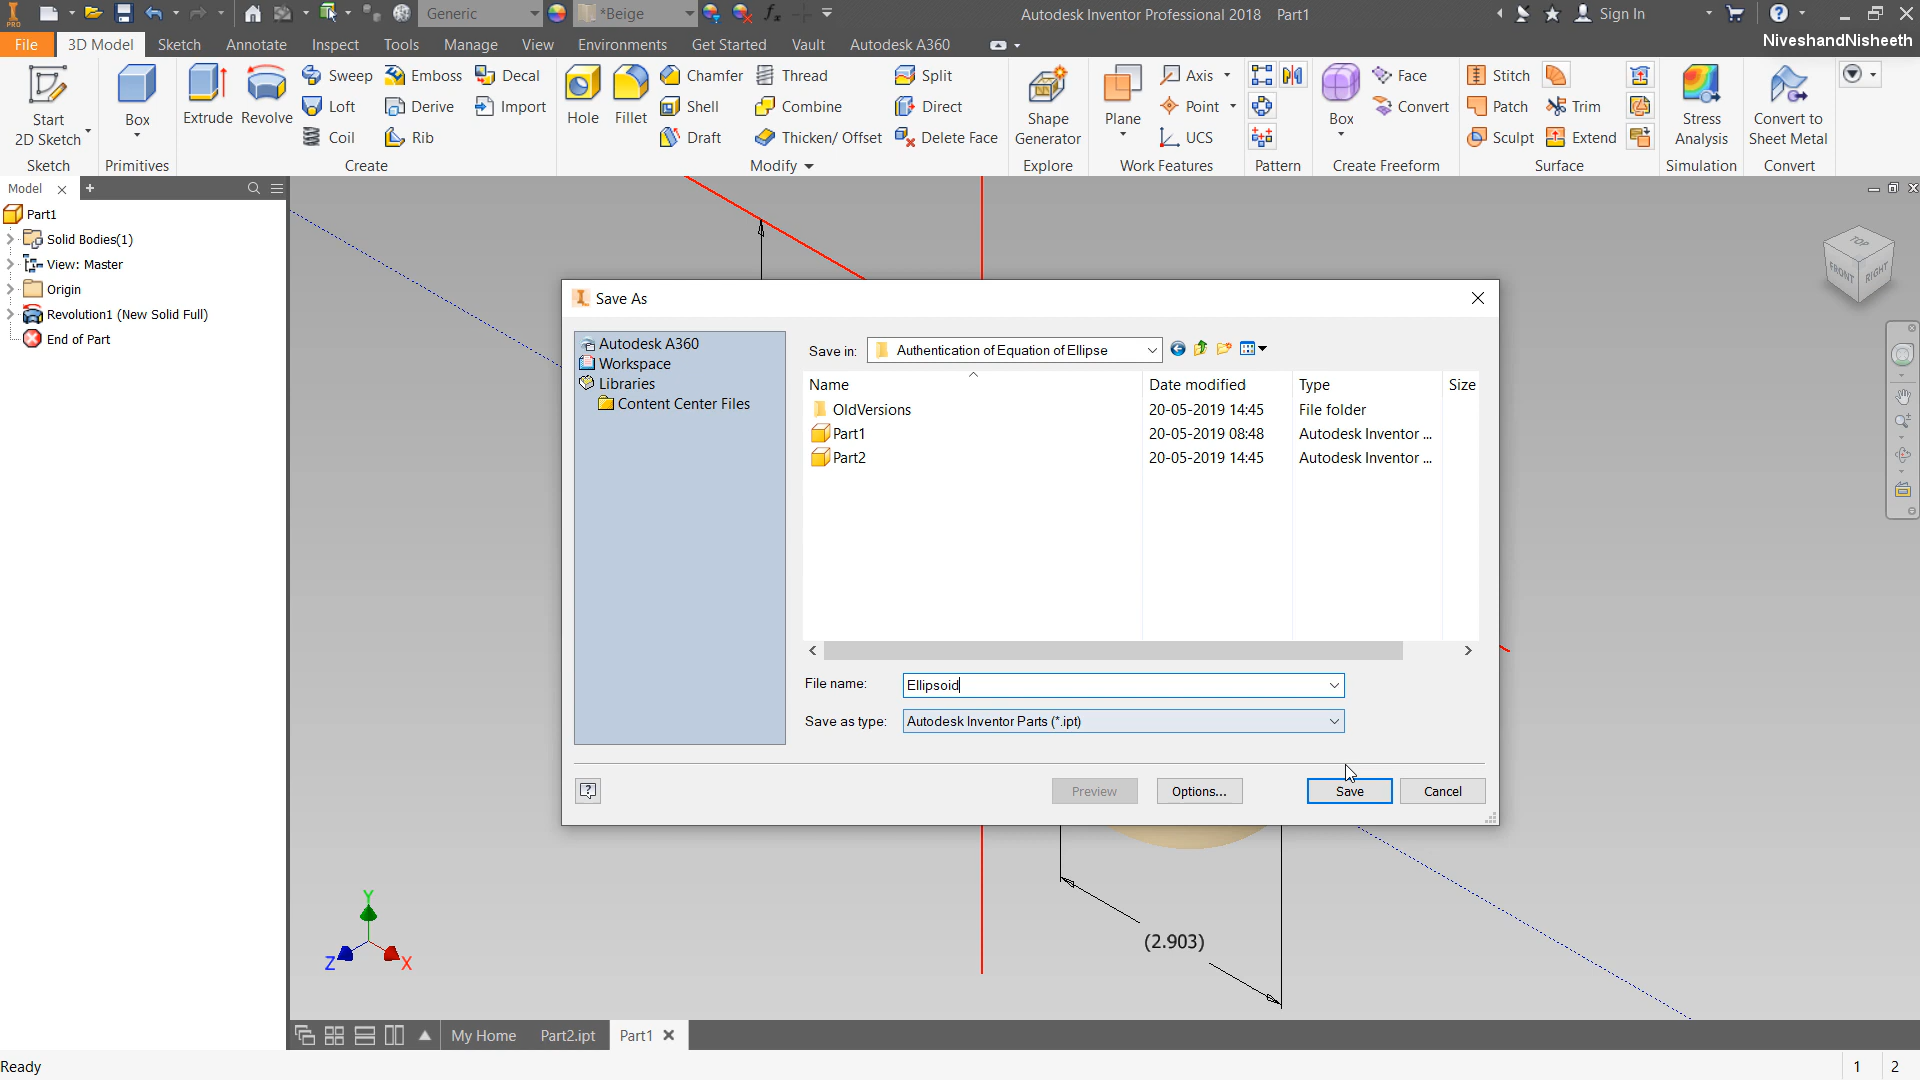 PRO Generic *Beige Autodesk Inventor Professional 2018 Part1 Sign In
File 3D Model Sketch Annotate Inspect Tools Manage View Environments Get Started Vault Autodesk A360 NiveshandNisheeth
Start
2D Sketch
Box
Extrude
Revolve
Sweep
Loft
Coil
Emboss
Derive
Rib
Decal
Import
Hole
Fillet
Chamfer
Shell
Draft
Thread
Combine
Thicken/ Offset
Split
Direct
Delete Face
Shape
Generator
Plane
Axis
Point
UCS
Box
Face
Convert
Stitch
Patch
Sculpt
Trim
Extend
Stress
Analysis
Convert to
Sheet Metal
Sketch Primitives Create Modify Explore Work Features Pattern Create Freeform Surface Simulation Convert
Model
Part1
Solid Bodies(1)
View: Master
Origin
Revolution1 (New Solid Full)
End of Part
TOP
FRONT RIGHT
Save As
Autodesk A360
Workspace
Libraries
Content Center Files
Save in: Authentication of Equation of Ellipse
Name Date modified Type Size
OldVersions 20-05-2019 14:45 File folder
Part1 20-05-2019 08:48 Autodesk Inventor ...
Part2 20-05-2019 14:45 Autodesk Inventor ...
File name: Ellipsoid
Save as type: Autodesk Inventor Parts (*.ipt)
Preview Options... Save Cancel
(2.903)
Y
Z X
My Home Part2.ipt Part1
Ready 1 2